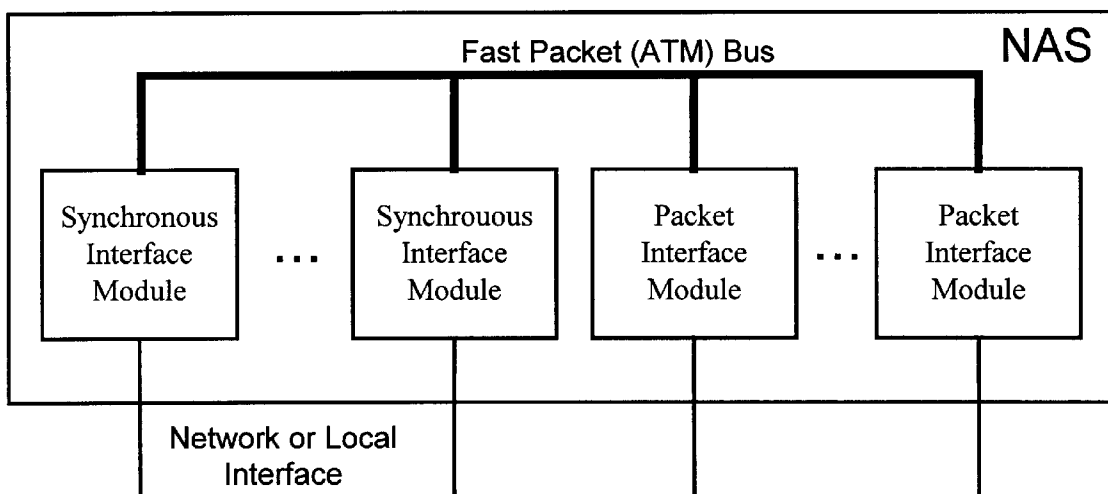 NAS
Fast Packet (ATM) Bus
Synchronous
Interface
Module
...
Synchrouous
Interface
Module
Packet
Interface
Module
...
Packet
Interface
Module
Network or Local
Interface